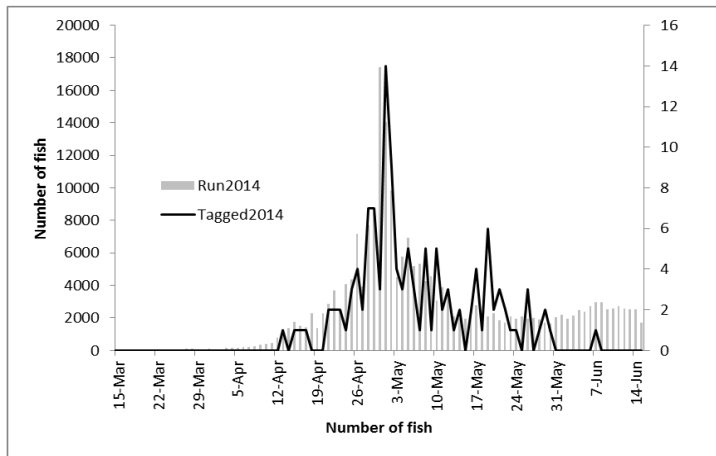 20000
18000
16000
14000
12000
10000
8000
6000
4000
2000
0
Number of fish
Run2014
Tagged2014
16
14
12
10
8
6
4
2
0
15-Mar
22-Mar
29-Mar
5-Apr
12-Apr
19-Apr
26-Apr
3-May
10-May
17-May
24-May
31-May
7-Jun
14-Jun
Number of fish